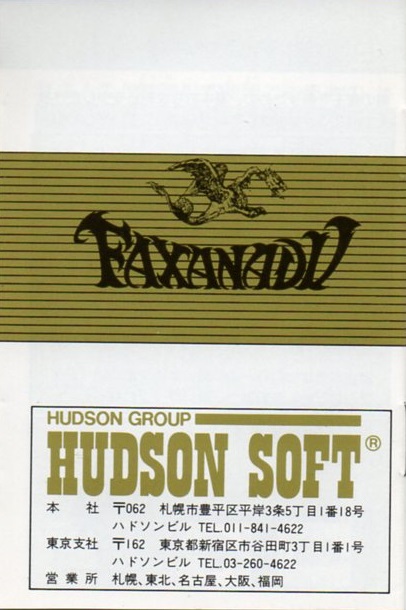 FAXANADU
HUDSON GROUP
HUDSON SOFT®
本 社 〒062 札幌市豊平区平岸3条5丁目1番18号
ハドソンビル TEL.011-841-4622
東京支社 〒162 東京都新宿区市谷田町3丁目1番1号
ハドソンビル TEL.03-260-4622
営業所 札幌、東北、名古屋、大阪、福岡